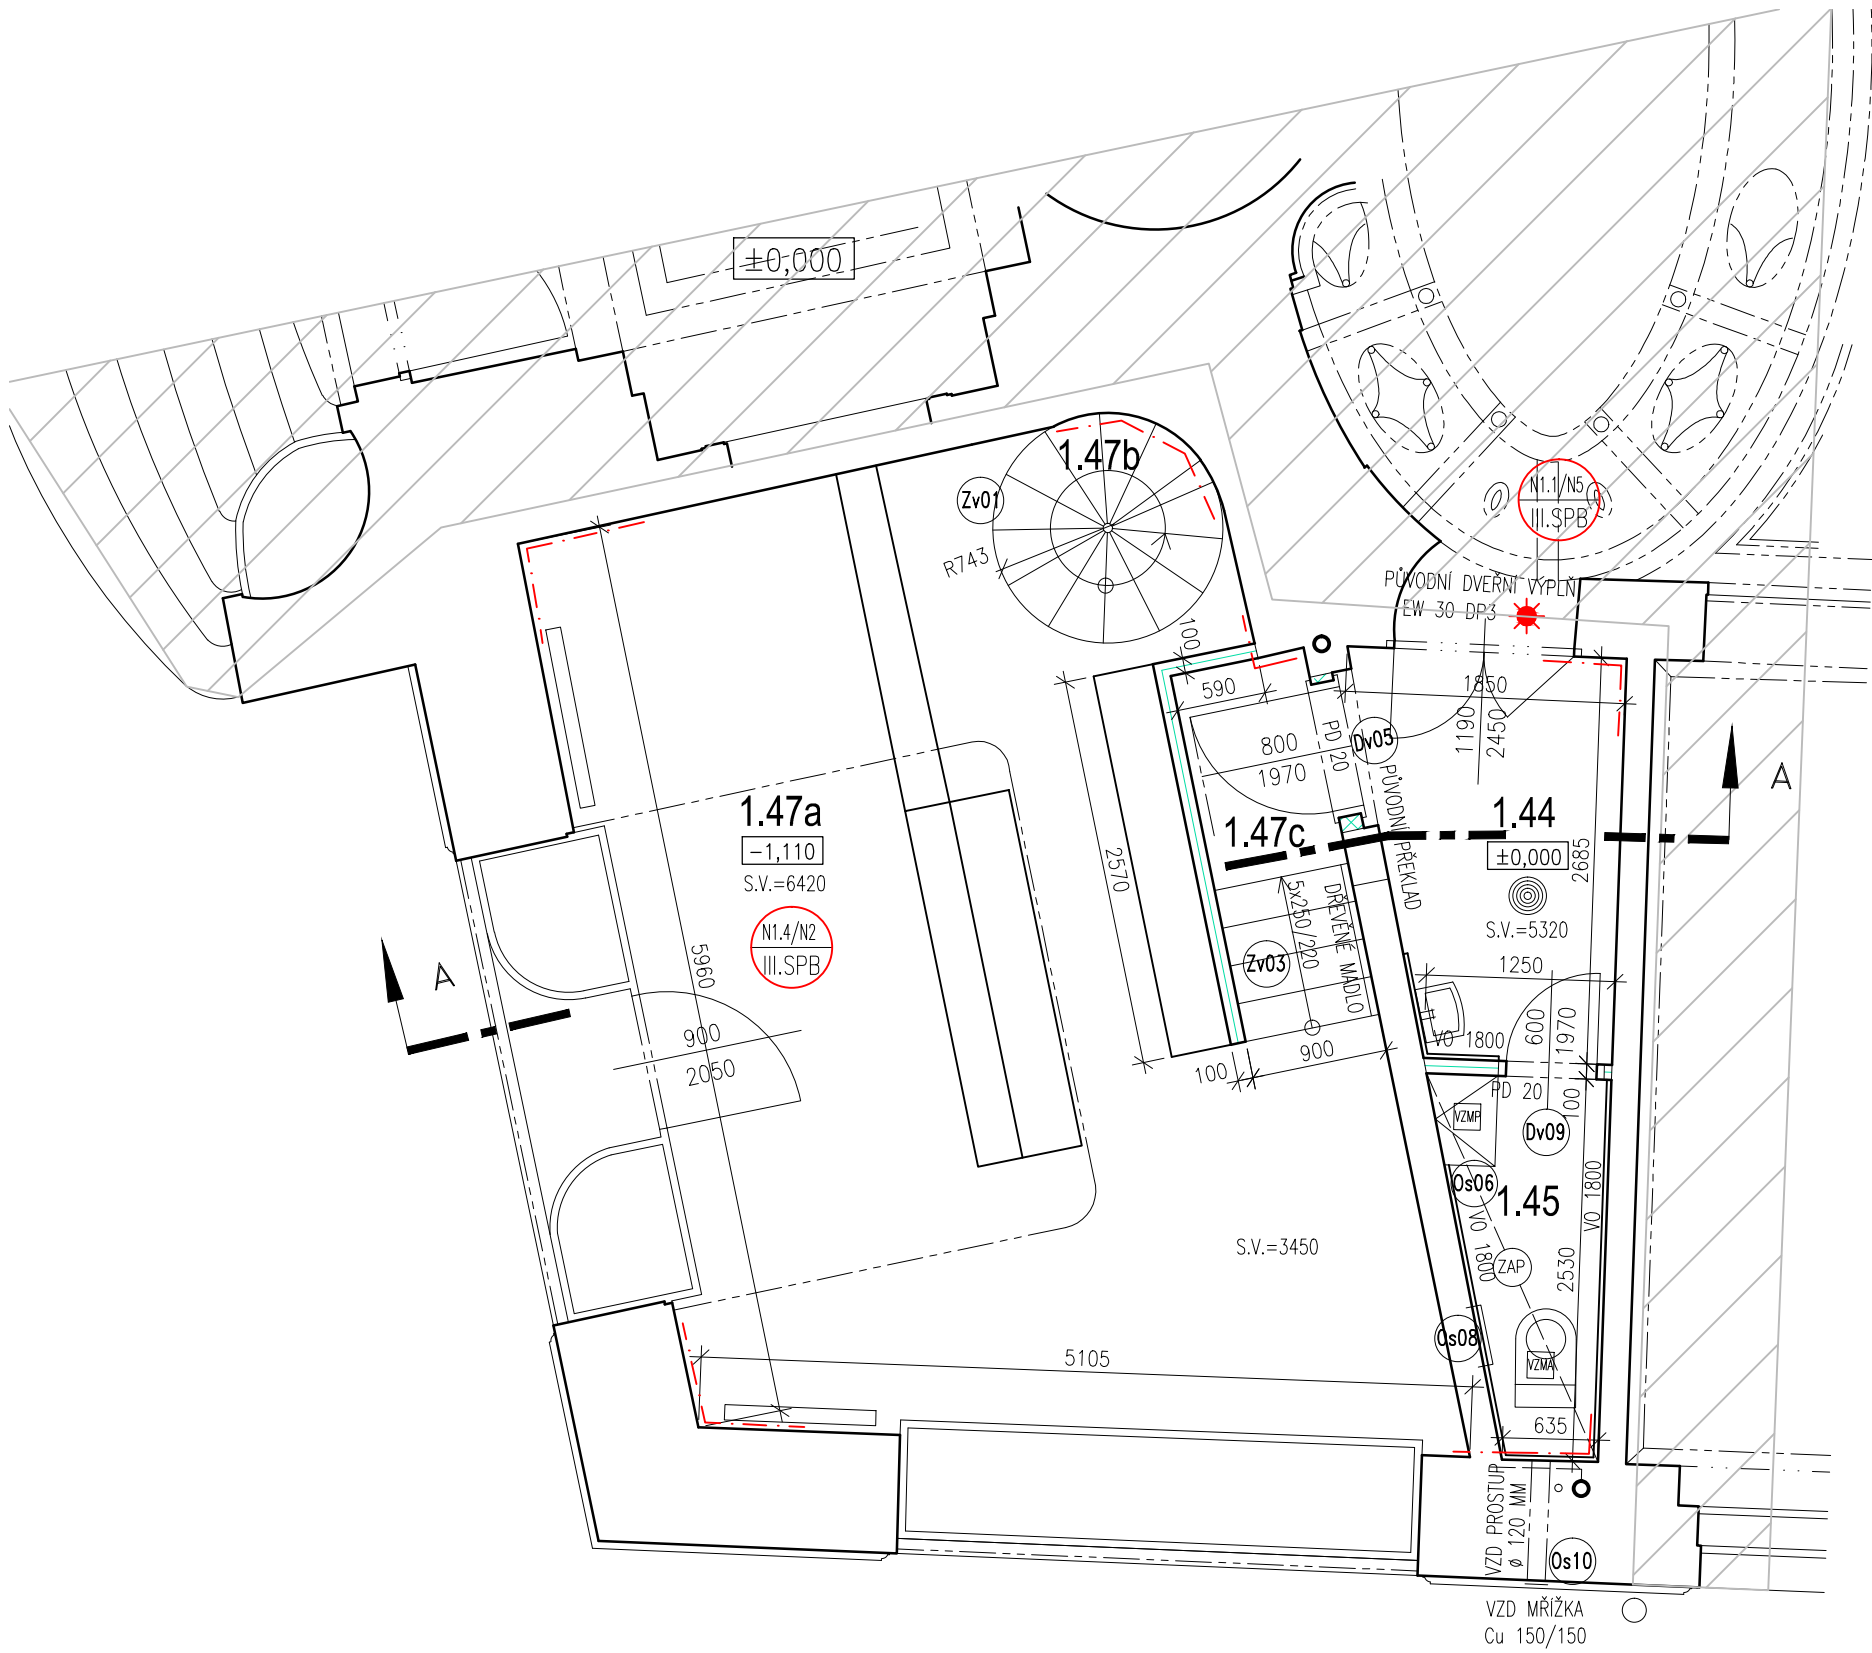 ±0,000
1.47b
Zv01
R743
N1.1/N5
III.SPB
PŮVODNÍ DVEŘNÍ VÝPLŇ
EW 30 DP3
100
590
1850
1190
2450
800
1970
PD 20
Dv05
PŮVODNÍ PŘEKLAD
1.47a
-1,110
S.V.=6420
N1.4/N2
III.SPB
1.47c
1.44
±0,000
S.V.=5320
2685
A
A
2570
5x250/220
DŘEVĚNÉ MADLO
Zv03
5960
900
2050
100
900
1250
VO 1800
600
1970
PD 20
100
VZMP
Dv09
Os06
1.45
VO 1800
VO 1800
ZAP
2530
S.V.=3450
Os08
VZMA
5105
635
VZD PROSTUP
ø 120 MM
Os10
VZD MŘÍŽKA
Cu 150/150